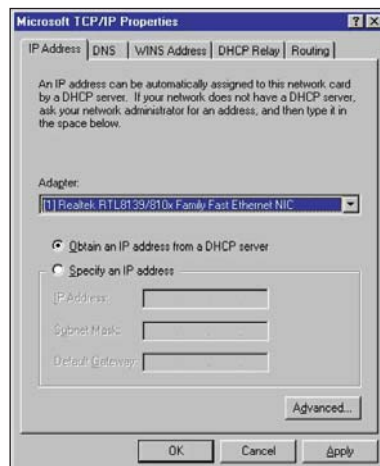 Microsoft TCP/IP Properties
IP Address DNS WINS Address DHCP Relay Routing
An IP address can be automatically assigned to this network card
by a DHCP server. If your network does not have a DHCP server,
ask your network administrator for an address, and then type it in
the space below.
Adapter:
[1] Realtek RTL8139/810x Family Fast Ethernet NIC
Obtain an IP address from a DHCP server
Specify an IP address
IP Address:
Subnet Mask:
Default Gateway:
Advanced...
OK Cancel Apply